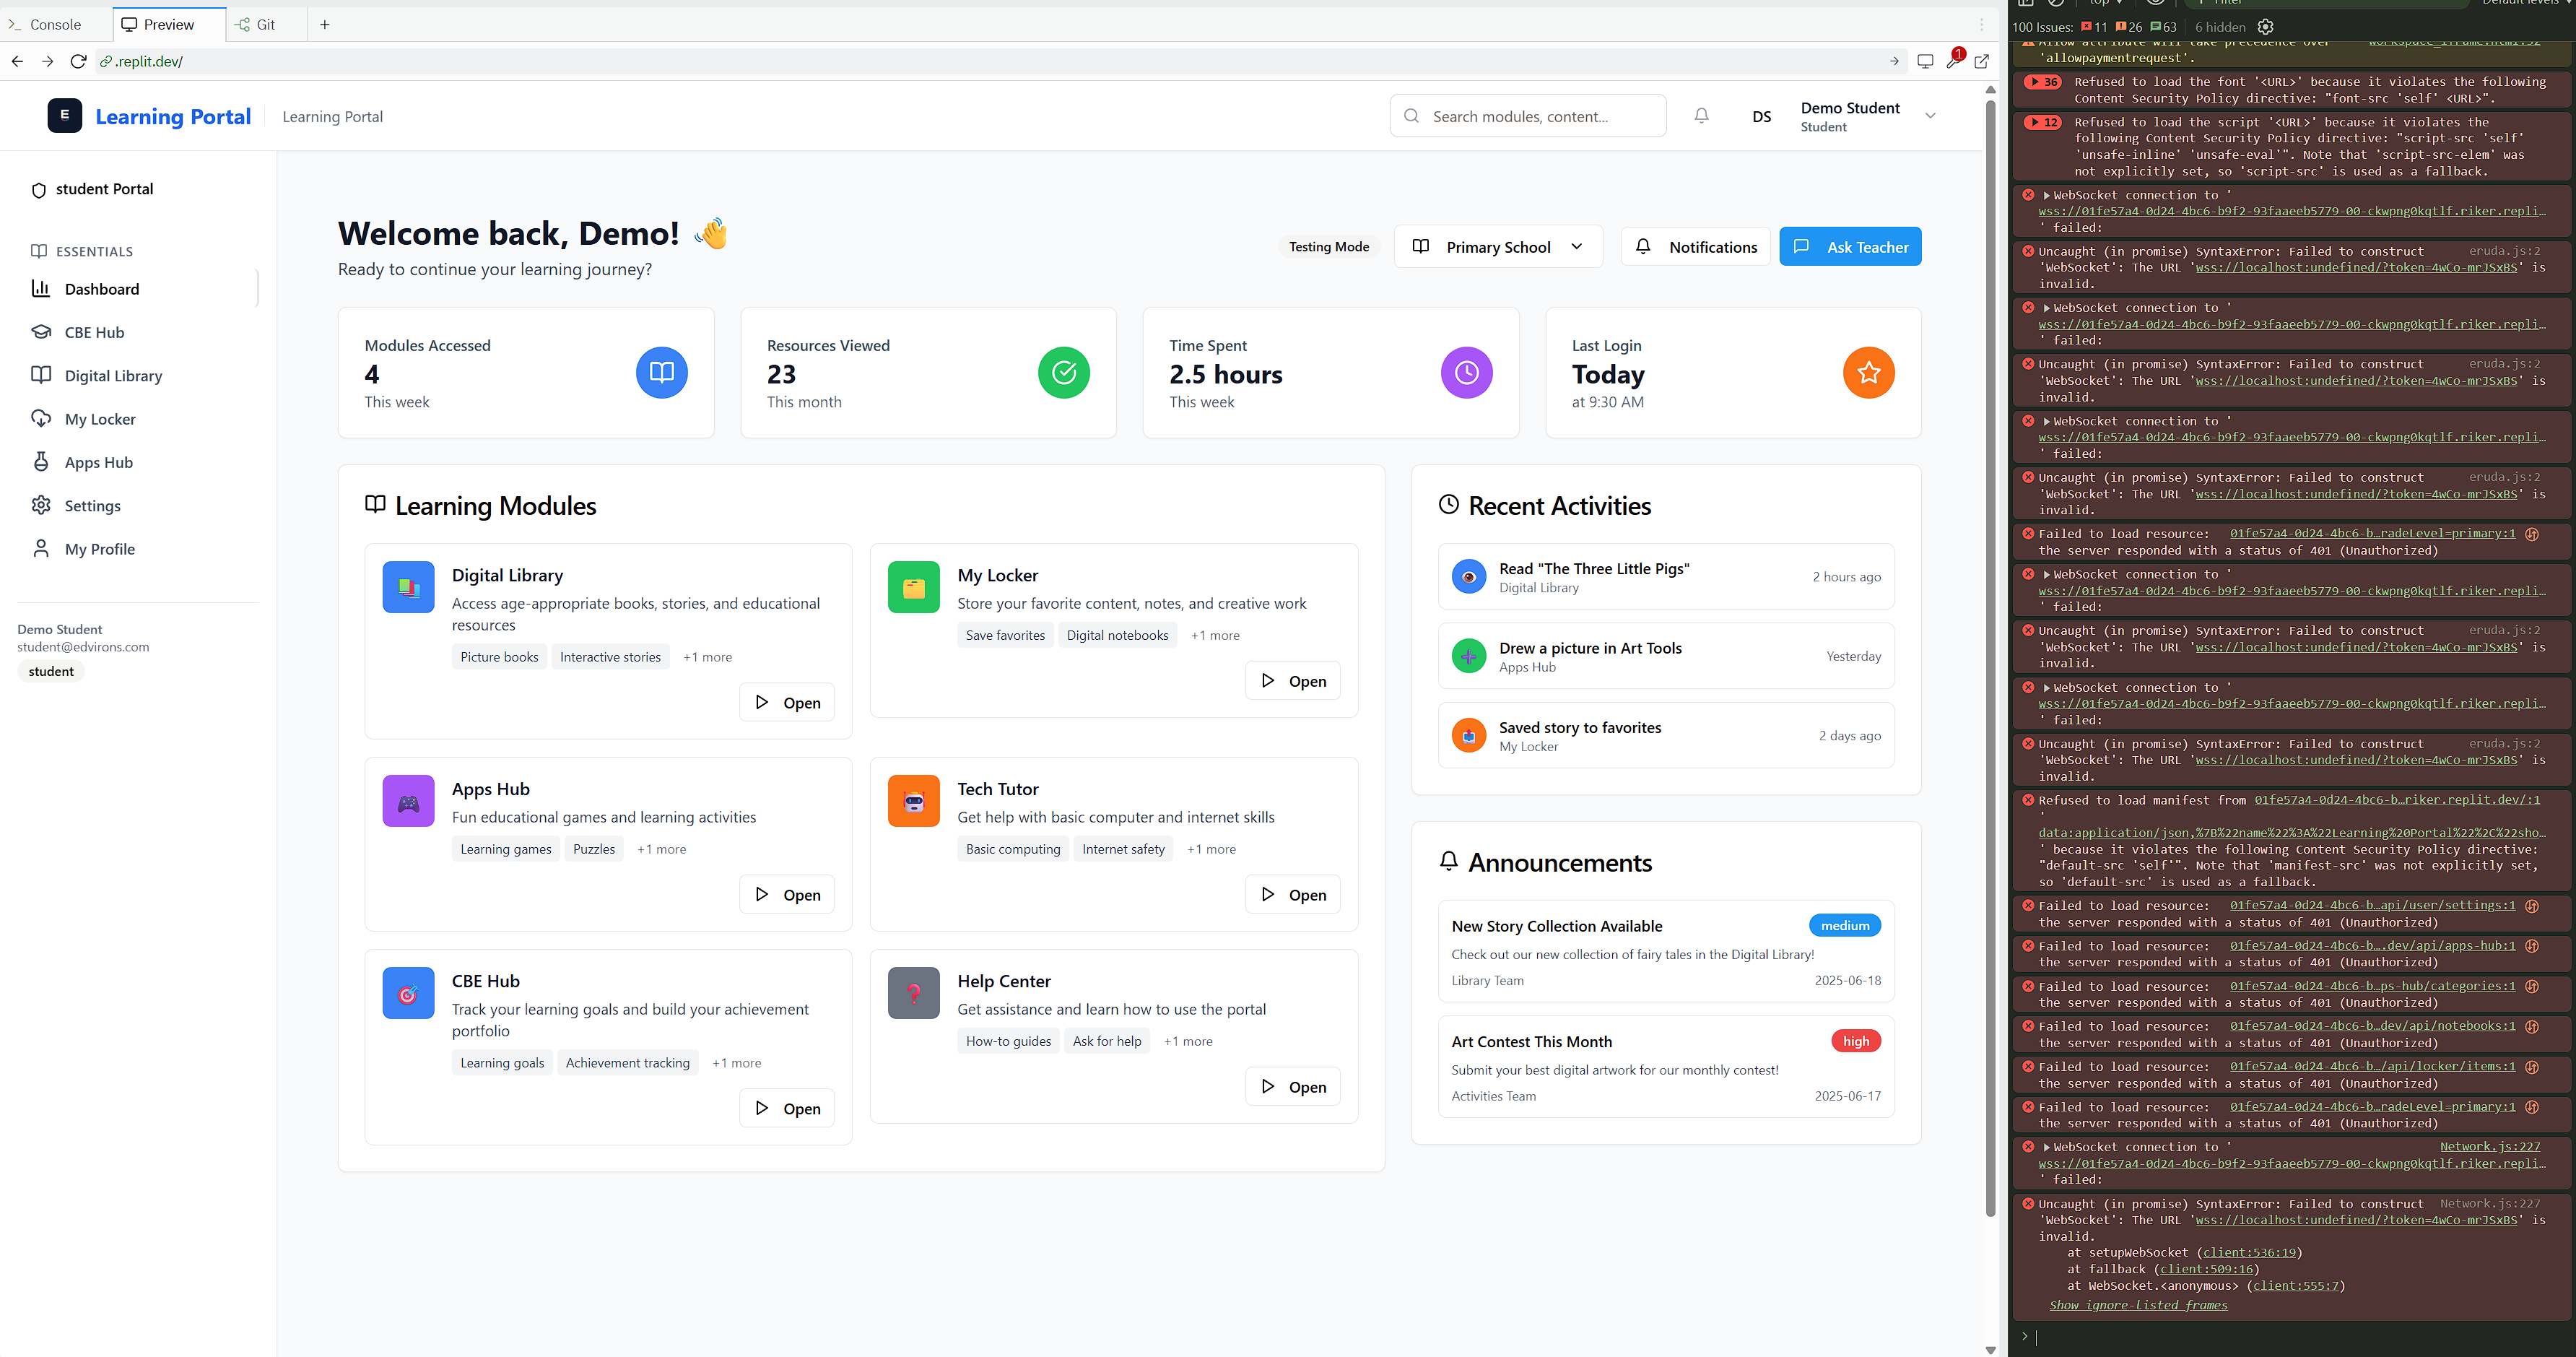 Console
Preview
Git
.replit.dev/
1
E
Learning Portal
Learning Portal
Search modules, content...
DS
Demo Student
Student
student Portal
ESSENTIALS
Dashboard
CBE Hub
Digital Library
My Locker
Apps Hub
Settings
My Profile
Demo Student
student@edvirons.com
student
Welcome back, Demo!
Ready to continue your learning journey?
Testing Mode
Primary School
Notifications
Ask Teacher
Modules Accessed
4
This week
Resources Viewed
23
This month
Time Spent
2.5 hours
This week
Last Login
Today
at 9:30 AM
Learning Modules
Digital Library
Access age-appropriate books, stories, and educational
resources
Picture books Interactive stories +1 more
Open
My Locker
Store your favorite content, notes, and creative work
Save favorites Digital notebooks +1 more
Open
Apps Hub
Fun educational games and learning activities
Learning games Puzzles +1 more
Open
Tech Tutor
Get help with basic computer and internet skills
Basic computing Internet safety +1 more
Open
CBE Hub
Track your learning goals and build your achievement
portfolio
Learning goals Achievement tracking +1 more
Open
Help Center
Get assistance and learn how to use the portal
How-to guides Ask for help +1 more
Open
Recent Activities
Read "The Three Little Pigs"
Digital Library
2 hours ago
Drew a picture in Art Tools
Apps Hub
Yesterday
Saved story to favorites
My Locker
2 days ago
Announcements
New Story Collection Available
medium
Check out our new collection of fairy tales in the Digital Library!
Library Team
2025-06-18
Art Contest This Month
high
Submit your best digital artwork for our monthly contest!
Activities Team
2025-06-17
top
Filter
Default levels
100 Issues: 11 26 63 6 hidden
Allow attribute will take precedence over workspace_iframe.html:52
'allowpaymentrequest'.
36 Refused to load the font '<URL>' because it violates the following
Content Security Policy directive: "font-src 'self' <URL>".
12 Refused to load the script '<URL>' because it violates the
following Content Security Policy directive: "script-src 'self'
'unsafe-inline' 'unsafe-eval'". Note that 'script-src-elem' was
not explicitly set, so 'script-src' is used as a fallback.
WebSocket connection to '
wss://01fe57a4-0d24-4bc6-b9f2-93faaeeb5779-00-ckwpng0kqtlf.riker.repli…
' failed:
Uncaught (in promise) SyntaxError: Failed to construct eruda.js:2
'WebSocket': The URL 'wss://localhost:undefined/?token=4wCo-mrJSxBS' is
invalid.
WebSocket connection to '
wss://01fe57a4-0d24-4bc6-b9f2-93faaeeb5779-00-ckwpng0kqtlf.riker.repli…
' failed:
Uncaught (in promise) SyntaxError: Failed to construct eruda.js:2
'WebSocket': The URL 'wss://localhost:undefined/?token=4wCo-mrJSxBS' is
invalid.
WebSocket connection to '
wss://01fe57a4-0d24-4bc6-b9f2-93faaeeb5779-00-ckwpng0kqtlf.riker.repli…
' failed:
Uncaught (in promise) SyntaxError: Failed to construct eruda.js:2
'WebSocket': The URL 'wss://localhost:undefined/?token=4wCo-mrJSxBS' is
invalid.
Failed to load resource: 01fe57a4-0d24-4bc6-b…radeLevel=primary:1
the server responded with a status of 401 (Unauthorized)
WebSocket connection to '
wss://01fe57a4-0d24-4bc6-b9f2-93faaeeb5779-00-ckwpng0kqtlf.riker.repli…
' failed:
Uncaught (in promise) SyntaxError: Failed to construct eruda.js:2
'WebSocket': The URL 'wss://localhost:undefined/?token=4wCo-mrJSxBS' is
invalid.
WebSocket connection to '
wss://01fe57a4-0d24-4bc6-b9f2-93faaeeb5779-00-ckwpng0kqtlf.riker.repli…
' failed:
Uncaught (in promise) SyntaxError: Failed to construct eruda.js:2
'WebSocket': The URL 'wss://localhost:undefined/?token=4wCo-mrJSxBS' is
invalid.
Refused to load manifest from 01fe57a4-0d24-4bc6-b…riker.replit.dev/:1
'
data:application/json,%7B%22name%22%3A%22Learning%20Portal%22%2C%22sho…
' because it violates the following Content Security Policy directive:
"default-src 'self'". Note that 'manifest-src' was not explicitly set,
so 'default-src' is used as a fallback.
Failed to load resource: 01fe57a4-0d24-4bc6-b…api/user/settings:1
the server responded with a status of 401 (Unauthorized)
Failed to load resource: 01fe57a4-0d24-4bc6-b….dev/api/apps-hub:1
the server responded with a status of 401 (Unauthorized)
Failed to load resource: 01fe57a4-0d24-4bc6-b…ps-hub/categories:1
the server responded with a status of 401 (Unauthorized)
Failed to load resource: 01fe57a4-0d24-4bc6-b…dev/api/notebooks:1
the server responded with a status of 401 (Unauthorized)
Failed to load resource: 01fe57a4-0d24-4bc6-b…/api/locker/items:1
the server responded with a status of 401 (Unauthorized)
Failed to load resource: 01fe57a4-0d24-4bc6-b…radeLevel=primary:1
the server responded with a status of 401 (Unauthorized)
WebSocket connection to ' Network.js:227
wss://01fe57a4-0d24-4bc6-b9f2-93faaeeb5779-00-ckwpng0kqtlf.riker.repli…
' failed:
Uncaught (in promise) SyntaxError: Failed to construct Network.js:227
'WebSocket': The URL 'wss://localhost:undefined/?token=4wCo-mrJSxBS' is
invalid.
at setupWebSocket (client:536:19)
at fallback (client:509:16)
at WebSocket.<anonymous> (client:555:7)
Show ignore-listed frames